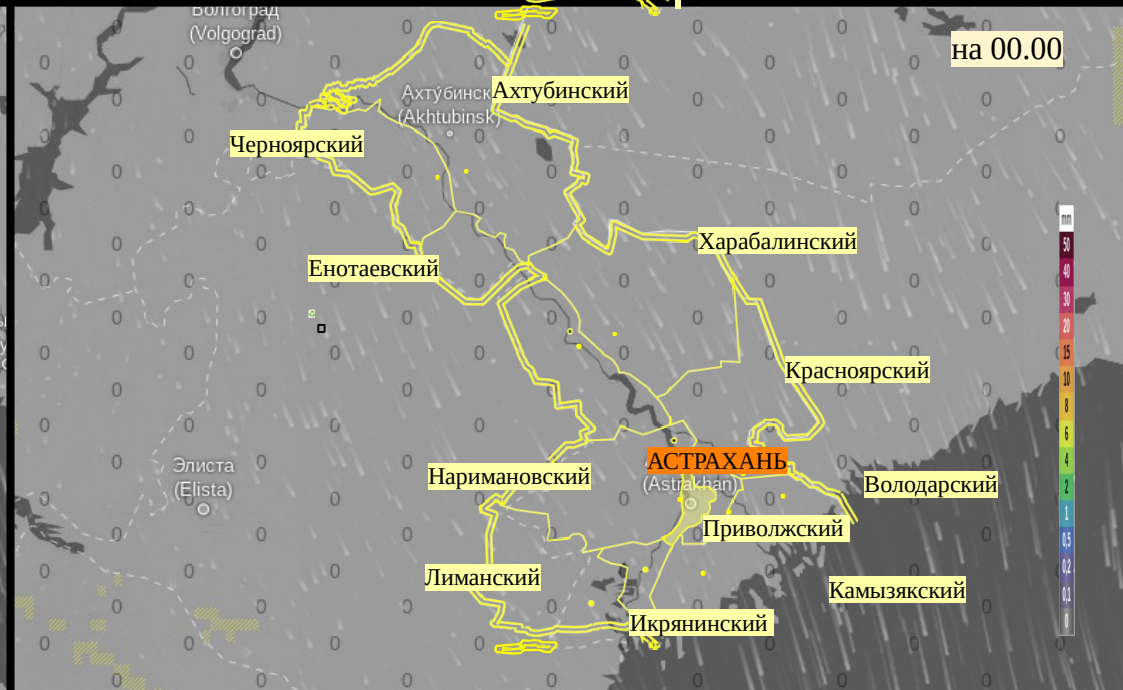 Волгоград
(Volgograd)
на 00.00
Ахту́бинск
(Akhtubinsk)
Ахтубинский
Черноярский
Харабалинский
Енотаевский
mm
50
40
30
20
15
10
8
6
4
2
1
0,5
0,2
0,1
0
Красноярский
АСТРАХАНЬ
(Astrakhan)
Элиста
(Elista)
Наримановский
Володарский
Приволжский
Лиманский
Камызякский
Икрянинский